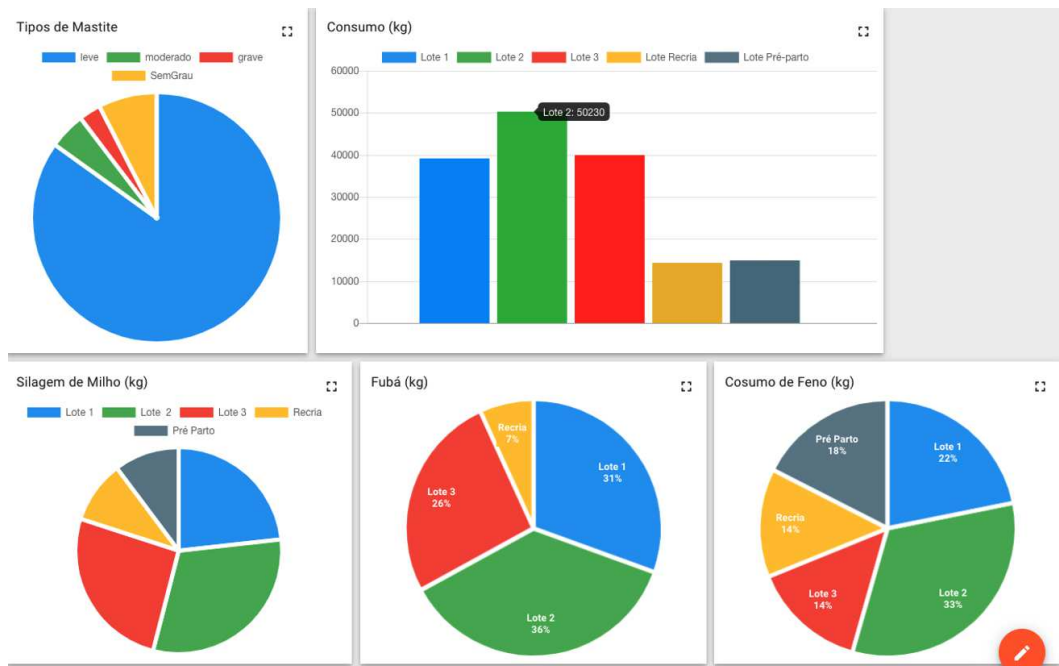 Tipos de Mastite
leve moderado grave
SemGrau
Consumo (kg)
Lote 1 Lote 2 Lote 3 Lote Recria Lote Pré-parto
60000
50000
Lote 2: 50230
40000
30000
20000
10000
0
Silagem de Milho (kg)
Lote 1 Lote 2 Lote 3 Recria
Pré Parto
Fubá (kg)
Recria
7%
Lote 1
31%
Lote 3
26%
Lote 2
36%
Cosumo de Feno (kg)
Pré Parto
18%
Lote 1
22%
Recria
14%
Lote 3
14%
Lote 2
33%